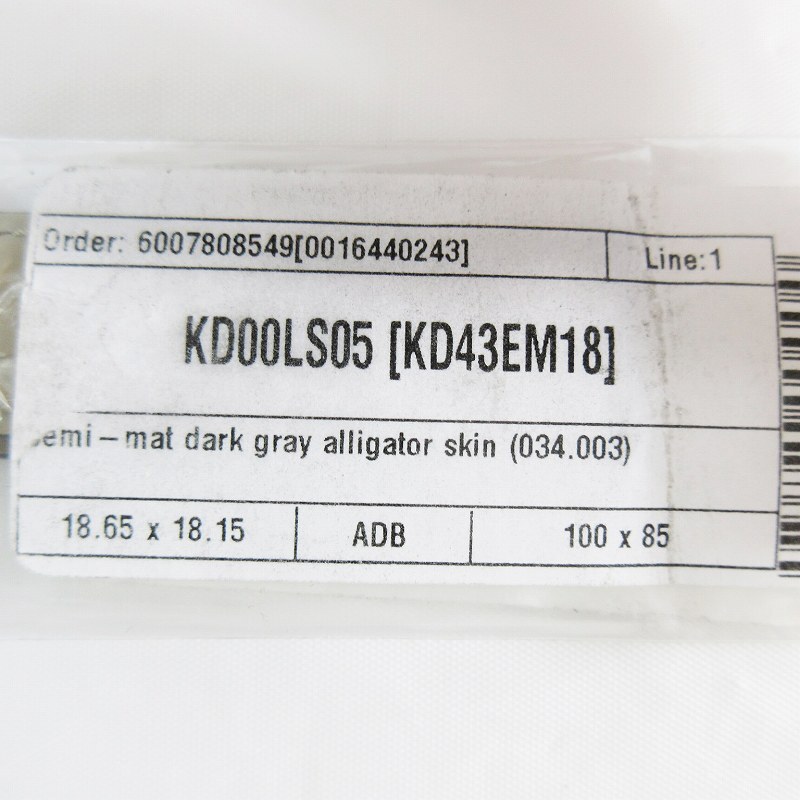 Order: 6007808549[0016440243] Line:1
KD00LS05 [KD43EM18]
Semi-mat dark gray alligator skin (034.003)
18.65 x 18.15 ADB 100 x 85